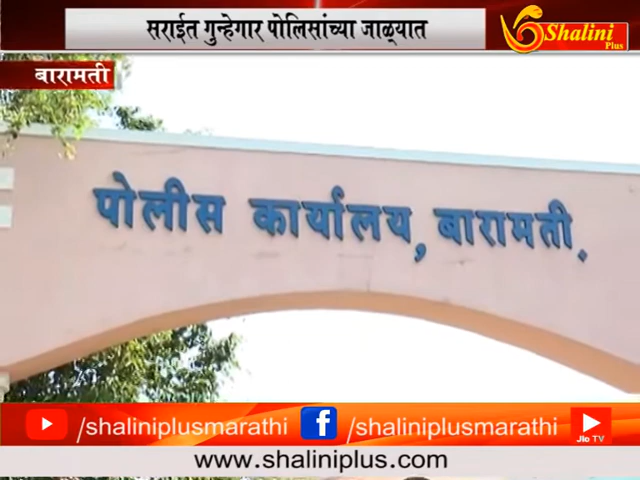 सराईत गुन्हेगार पोलिसांच्या जाळ्यात
Shalini
Plus
बारामती
पोलीस कार्यालय, बारामती.
/shaliniplusmarathi
/shaliniplusmarathi
Jio TV
www.shaliniplus.com